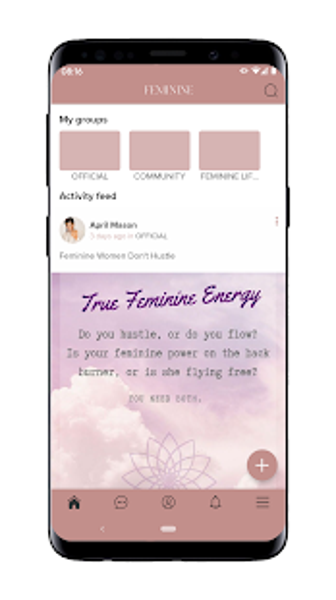 08:16
FEMININE
My groups
OFFICIAL
COMMUNITY
FEMININE LIF...
Activity feed
April Mason
3 days ago in OFFICIAL
Feminine Women Don't Hustle
True Feminine Energy
Do you hustle, or do you flow?
Is your feminine power on the back
burner, or is she flying free?
YOU NEED BOTH.